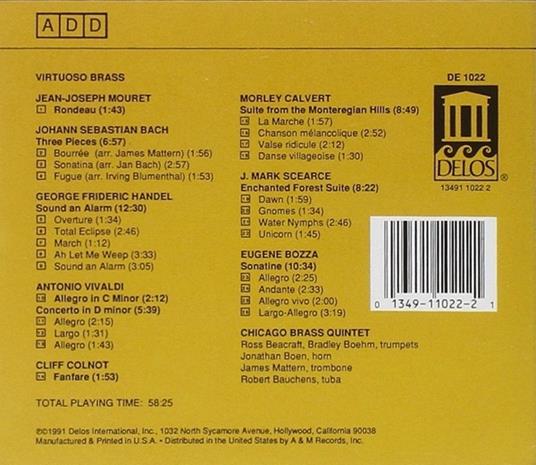 ADD
VIRTUOSO BRASS
JEAN-JOSEPH MOURET
1 Rondeau (1:43)
JOHANN SEBASTIAN BACH
Three Pieces (6:57)
2 Bourrée (arr. James Mattern) (1:56)
3 Sonatina (arr. Jan Bach) (2:57)
4 Fugue (arr. Irving Blumenthal) (1:53)
GEORGE FRIDERIC HANDEL
Sound an Alarm (12:30)
5 Overture (1:34)
6 Total Eclipse (2:46)
7 March (1:12)
8 Ah Let Me Weep (3:33)
9 Sound an Alarm (3:05)
ANTONIO VIVALDI
10 Allegro in C Minor (2:12)
Concerto in D minor (5:39)
11 Allegro (2:15)
12 Largo (1:31)
13 Allegro (1:43)
CLIFF COLNOT
14 Fanfare (1:53)
TOTAL PLAYING TIME: 58:25
MORLEY CALVERT
Suite from the Monteregian Hills (8:49)
15 La Marche (1:57)
16 Chanson mélancolique (2:52)
17 Valse ridicule (2:12)
18 Danse villageoise (1:30)
J. MARK SCEARCE
Enchanted Forest Suite (8:22)
19 Dawn (1:59)
20 Gnomes (1:34)
21 Water Nymphs (2:46)
22 Unicorn (1:45)
EUGENE BOZZA
Sonatine (10:34)
23 Allegro (2:25)
24 Andante (2:33)
25 Allegro vivo (2:00)
26 Largo-Allegro (3:19)
CHICAGO BRASS QUINTET
Ross Beacraft, Bradley Boehm, trumpets
Jonathan Boen, horn
James Mattern, trombone
Robert Bauchens, tuba
DE 1022
DELOS ®
13491 1022 2
0 13491-11022-2 1
℗©1991 Delos International, Inc., 1032 North Sycamore Avenue, Hollywood, California 90038
Manufactured & Printed in U.S.A. • Distributed in the United States by A & M Records, Inc.